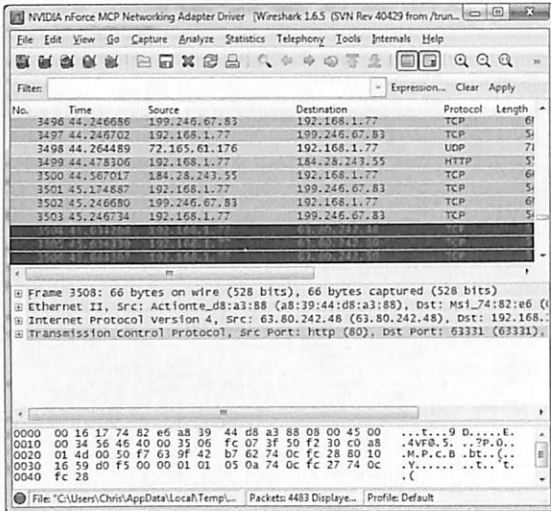 NVIDIA nForce MCP Networking Adapter Driver [Wireshark 1.6.5 (SVN Rev 40429 from /trun...
File Edit View Go Capture Analyze Statistics Telephony Tools Internals Help
Filter: Expression... Clear Apply
No. Time Source Destination Protocol Length
3496 44.246686 199.246.67.83 192.168.1.77 TCP
3497 44.246702 192.168.1.77 199.246.67.83 TCP
3498 44.264489 72.165.61.176 192.168.1.77 UDP
3499 44.478306 192.168.1.77 184.28.243.55 HTTP
3500 44.567017 184.28.243.55 192.168.1.77 TCP
3501 45.174887 192.168.1.77 199.246.67.83 TCP
3502 45.246680 199.246.67.83 192.168.1.77 TCP
3503 45.246734 192.168.1.77 199.246.67.83 TCP
192.168.1.77 63.80.242.48 TCP
Frame 3508: 66 bytes on wire (528 bits), 66 bytes captured (528 bits)
Ethernet II, Src: Actionte_d8:a3:88 (a8:39:44:d8:a3:88), Dst: Msi_74:82:e6 (
Internet Protocol Version 4, Src: 63.80.242.48 (63.80.242.48), Dst: 192.168.
Transmission Control Protocol, Src Port: http (80), Dst Port: 63331 (63331),
0000 00 16 17 74 82 e6 a8 39 44 d8 a3 88 08 00 45 00 ...t...9 D.....E.
0010 00 34 56 46 40 00 35 06 fc 07 3f 50 f2 30 c0 a8 .4VF@.5. ..?P.0..
0020 01 4d 00 50 f7 63 9f 42 b7 62 74 0c fc 28 80 10 .M.P.c.B .bt..(..
0030 16 59 d0 f5 00 00 01 01 05 0a 74 0c fc 27 74 0c .Y...... ..t..'t.
0040 fc 28 .(
File: "C:\Users\Chris\AppData\Local\Temp\... Packets: 4483 Displaye... Profile: Default